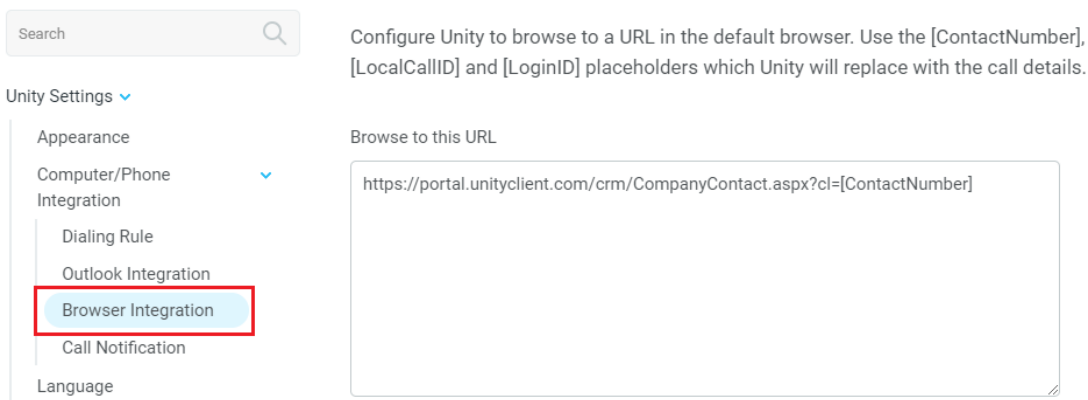 Search
Unity Settings
Appearance
Computer/Phone
Integration
Dialing Rule
Outlook Integration
Browser Integration
Call Notification
Language
Configure Unity to browse to a URL in the default browser. Use the [ContactNumber],
[LocalCallID] and [LoginID] placeholders which Unity will replace with the call details.
Browse to this URL
https://portal.unityclient.com/crm/CompanyContact.aspx?cl=[ContactNumber]